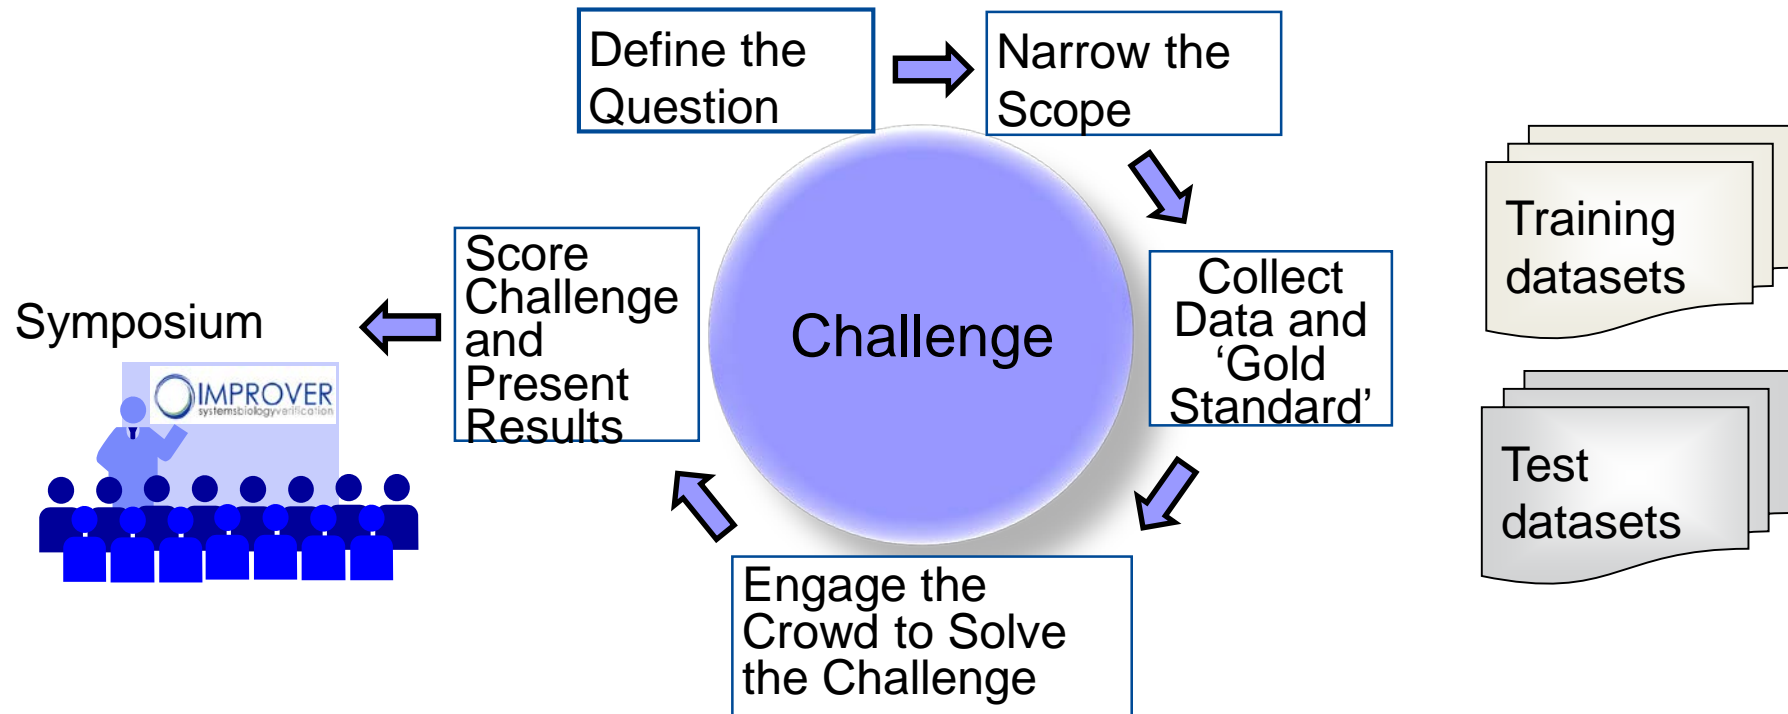 Define the
Question
Narrow the
Scope
Training
datasets
Score
Challenge
and
Present
Results
Collect
Data and
‘Gold
Standard’
Symposium
Challenge
IMPROVER
systemsbiologyverification
Test
datasets
Engage the
Crowd to Solve
the Challenge